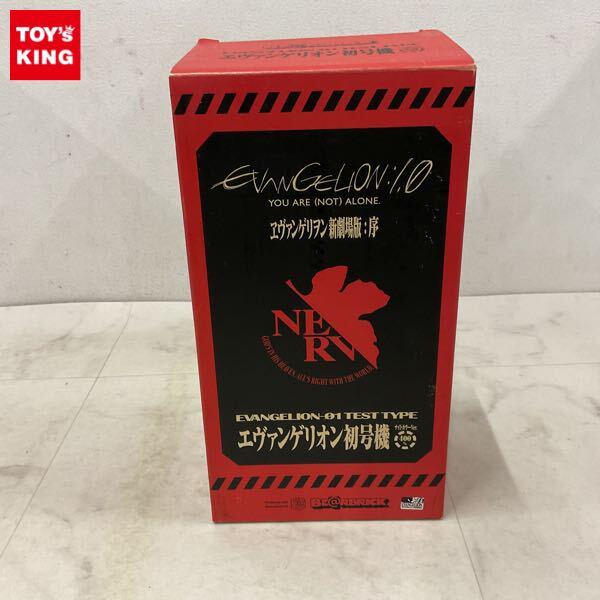 TOY's
KING
エヴァンゲリオン初号機
EVANGELION:1.0
YOU ARE (NOT) ALONE.
ヱヴァンゲリヲン新劇場版:序
NERV
GOD'S IN HIS HEAVEN. ALL'S RIGHT WITH THE WORLD.
EVANGELION-01 TEST TYPE
エヴァンゲリオン初号機
400%
BE@RBRICK